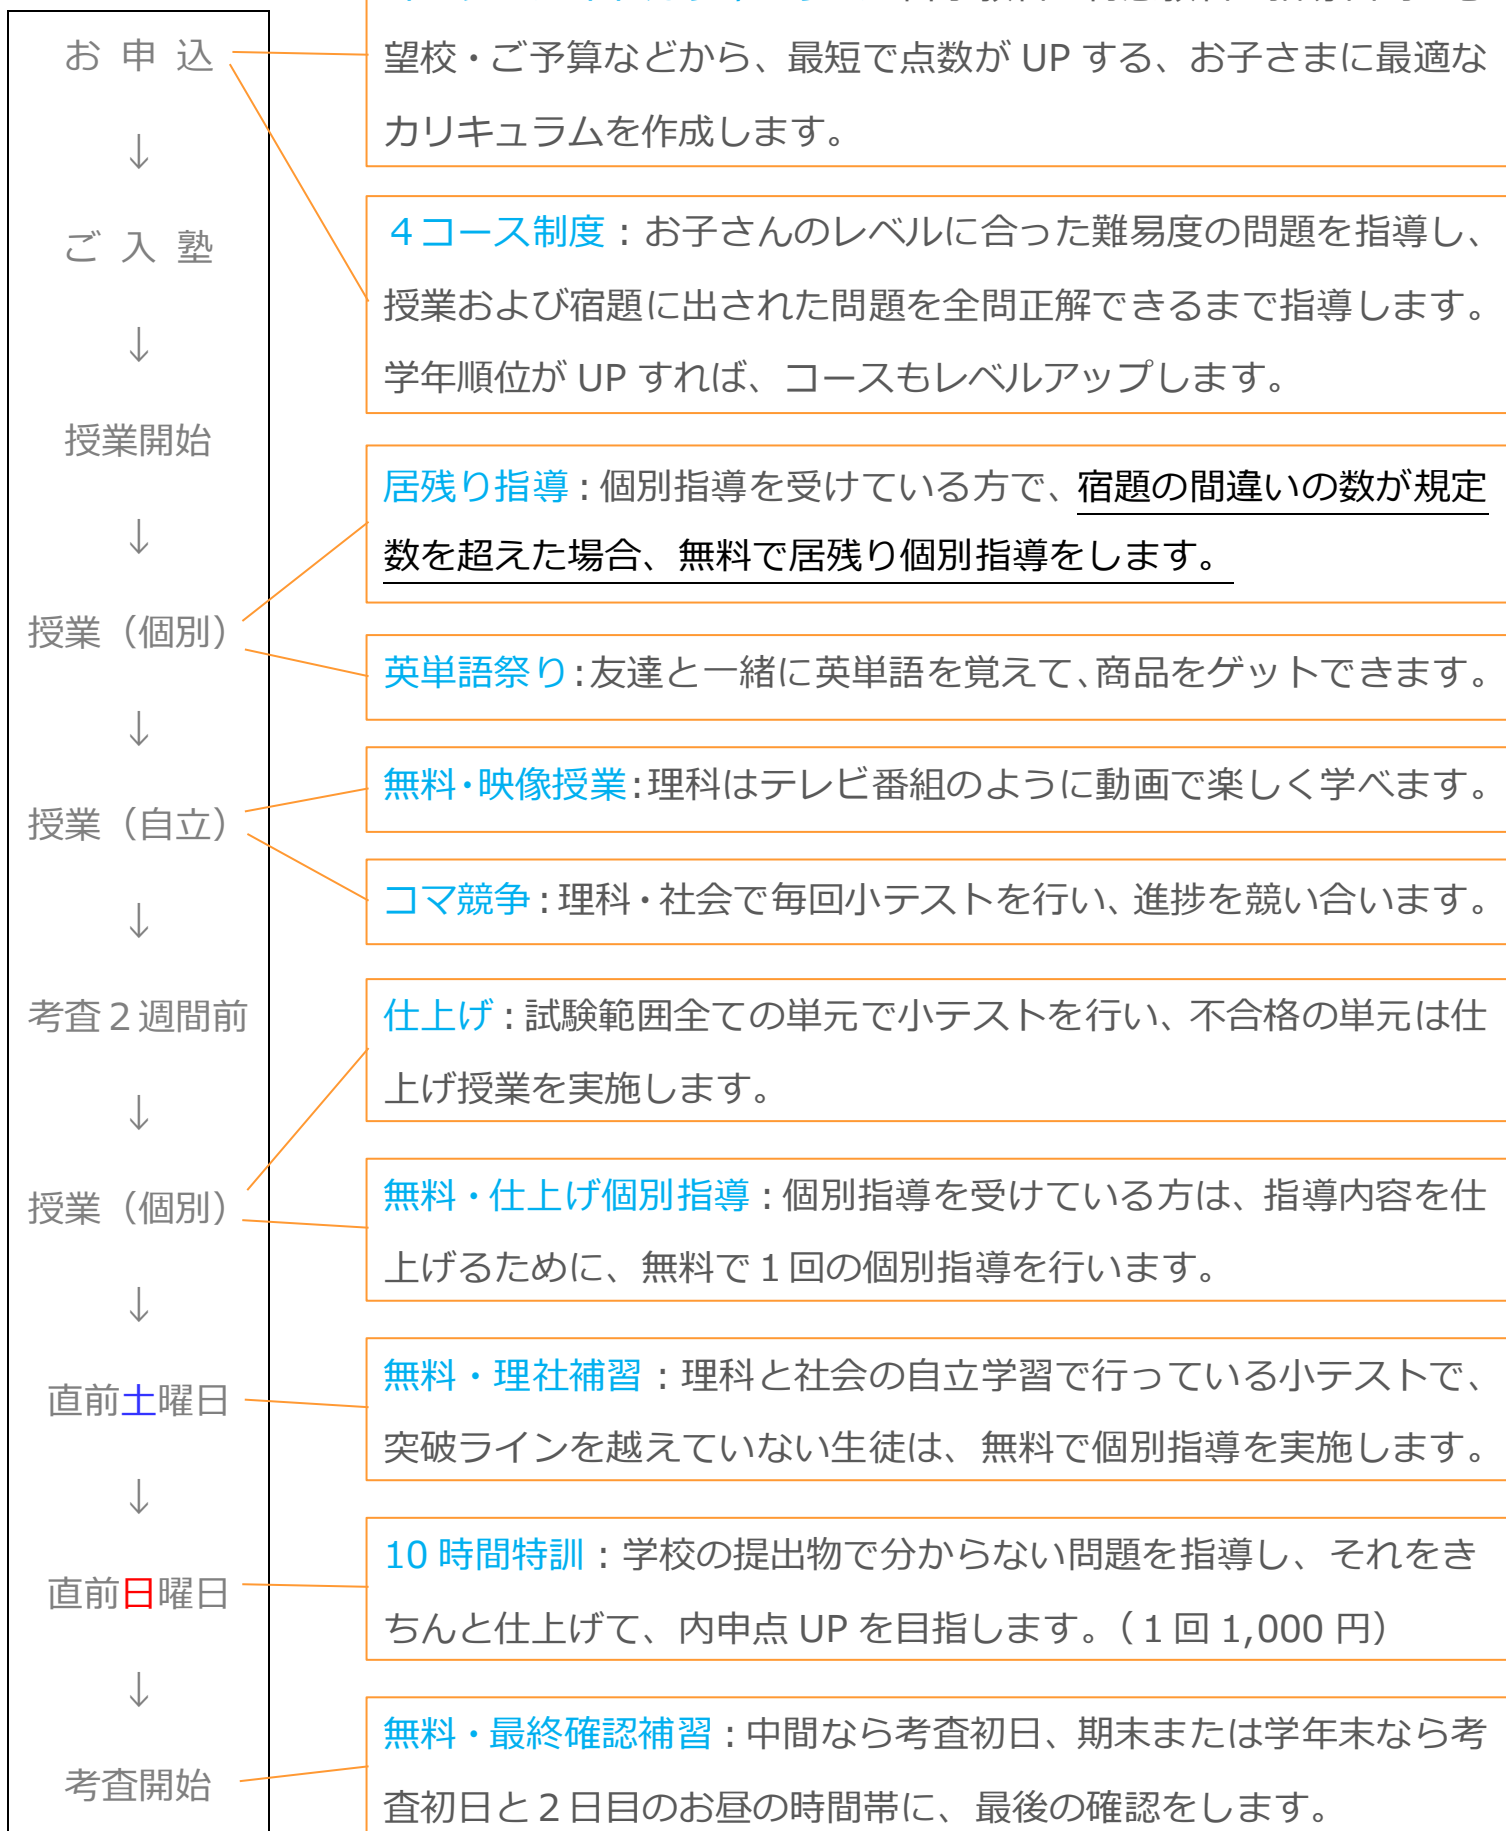 お 申 込
↓
ご 入 塾
↓
授業開始
↓
授業（個別）
↓
授業（自立）
↓
考査２週間前
↓
授業（個別）
↓
直前土曜日
↓
直前日曜日
↓
考査開始
望校・ご予算などから、最短で点数が UP する、お子さまに最適な
カリキュラムを作成します。
４コース制度：お子さんのレベルに合った難易度の問題を指導し、
授業および宿題に出された問題を全問正解できるまで指導します。
学年順位が UP すれば、コースもレベルアップします。
居残り指導：個別指導を受けている方で、宿題の間違いの数が規定
数を超えた場合、無料で居残り個別指導をします。
英単語祭り：友達と一緒に英単語を覚えて、商品をゲットできます。
無料・映像授業：理科はテレビ番組のように動画で楽しく学べます。
コマ競争：理科・社会で毎回小テストを行い、進捗を競い合います。
仕上げ：試験範囲全ての単元で小テストを行い、不合格の単元は仕
上げ授業を実施します。
無料・仕上げ個別指導：個別指導を受けている方は、指導内容を仕
上げるために、無料で１回の個別指導を行います。
無料・理社補習：理科と社会の自立学習で行っている小テストで、
突破ラインを越えていない生徒は、無料で個別指導を実施します。
10 時間特訓：学校の提出物で分からない問題を指導し、それをき
ちんと仕上げて、内申点 UP を目指します。（１回 1,000 円）
無料・最終確認補習：中間なら考査初日、期末または学年末なら考
査初日と２日目のお昼の時間帯に、最後の確認をします。